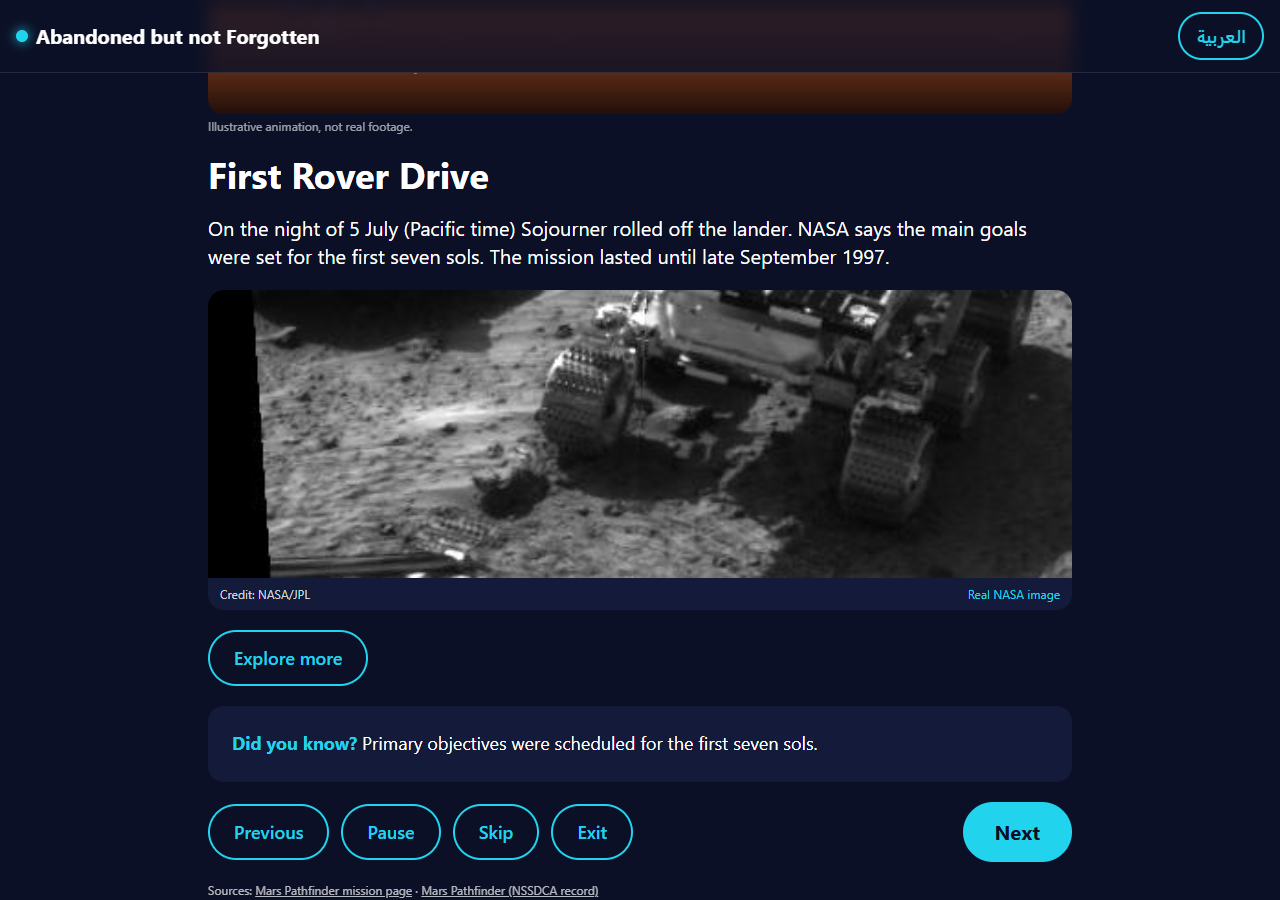 Abandoned but not Forgotten
العربية
Illustrative animation, not real footage.
First Rover Drive
On the night of 5 July (Pacific time) Sojourner rolled off the lander. NASA says the main goals
were set for the first seven sols. The mission lasted until late September 1997.
Credit: NASA/JPL
Real NASA image
Explore more
Did you know? Primary objectives were scheduled for the first seven sols.
Previous
Pause
Skip
Exit
Next
Sources: Mars Pathfinder mission page · Mars Pathfinder (NSSDCA record)